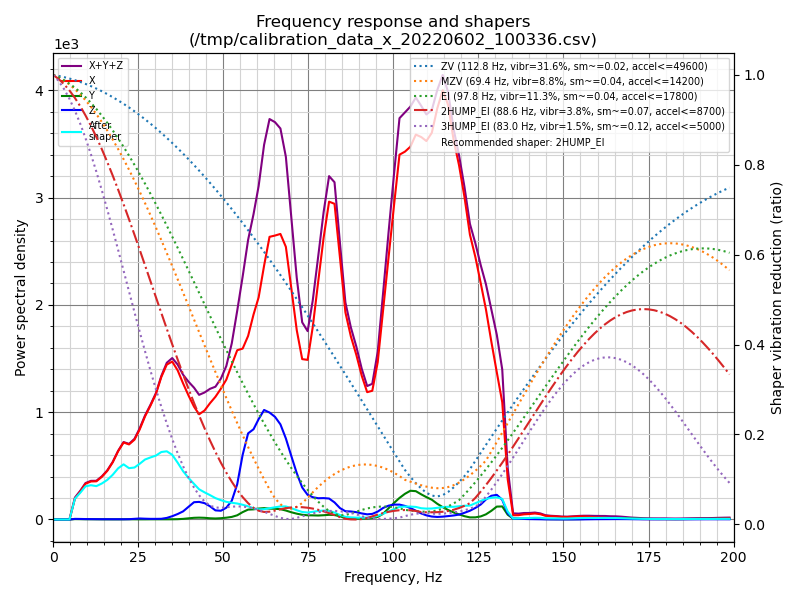 Frequency response and shapers
(/tmp/calibration_data_x_20220602_100336.csv)
1e3
X+Y+Z
X
Y
Z
After
shaper
ZV (112.8 Hz, vibr=31.6%, sm~=0.02, accel<=49600)
MZV (69.4 Hz, vibr=8.8%, sm~=0.04, accel<=14200)
EI (97.8 Hz, vibr=11.3%, sm~=0.04, accel<=17800)
2HUMP_EI (88.6 Hz, vibr=3.8%, sm~=0.07, accel<=8700)
3HUMP_EI (83.0 Hz, vibr=1.5%, sm~=0.12, accel<=5000)
Recommended shaper: 2HUMP_EI
4
3
2
1
0
Power spectral density
1.0
0.8
0.6
0.4
0.2
0.0
Shaper vibration reduction (ratio)
0 25 50 75 100 125 150 175 200
Frequency, Hz